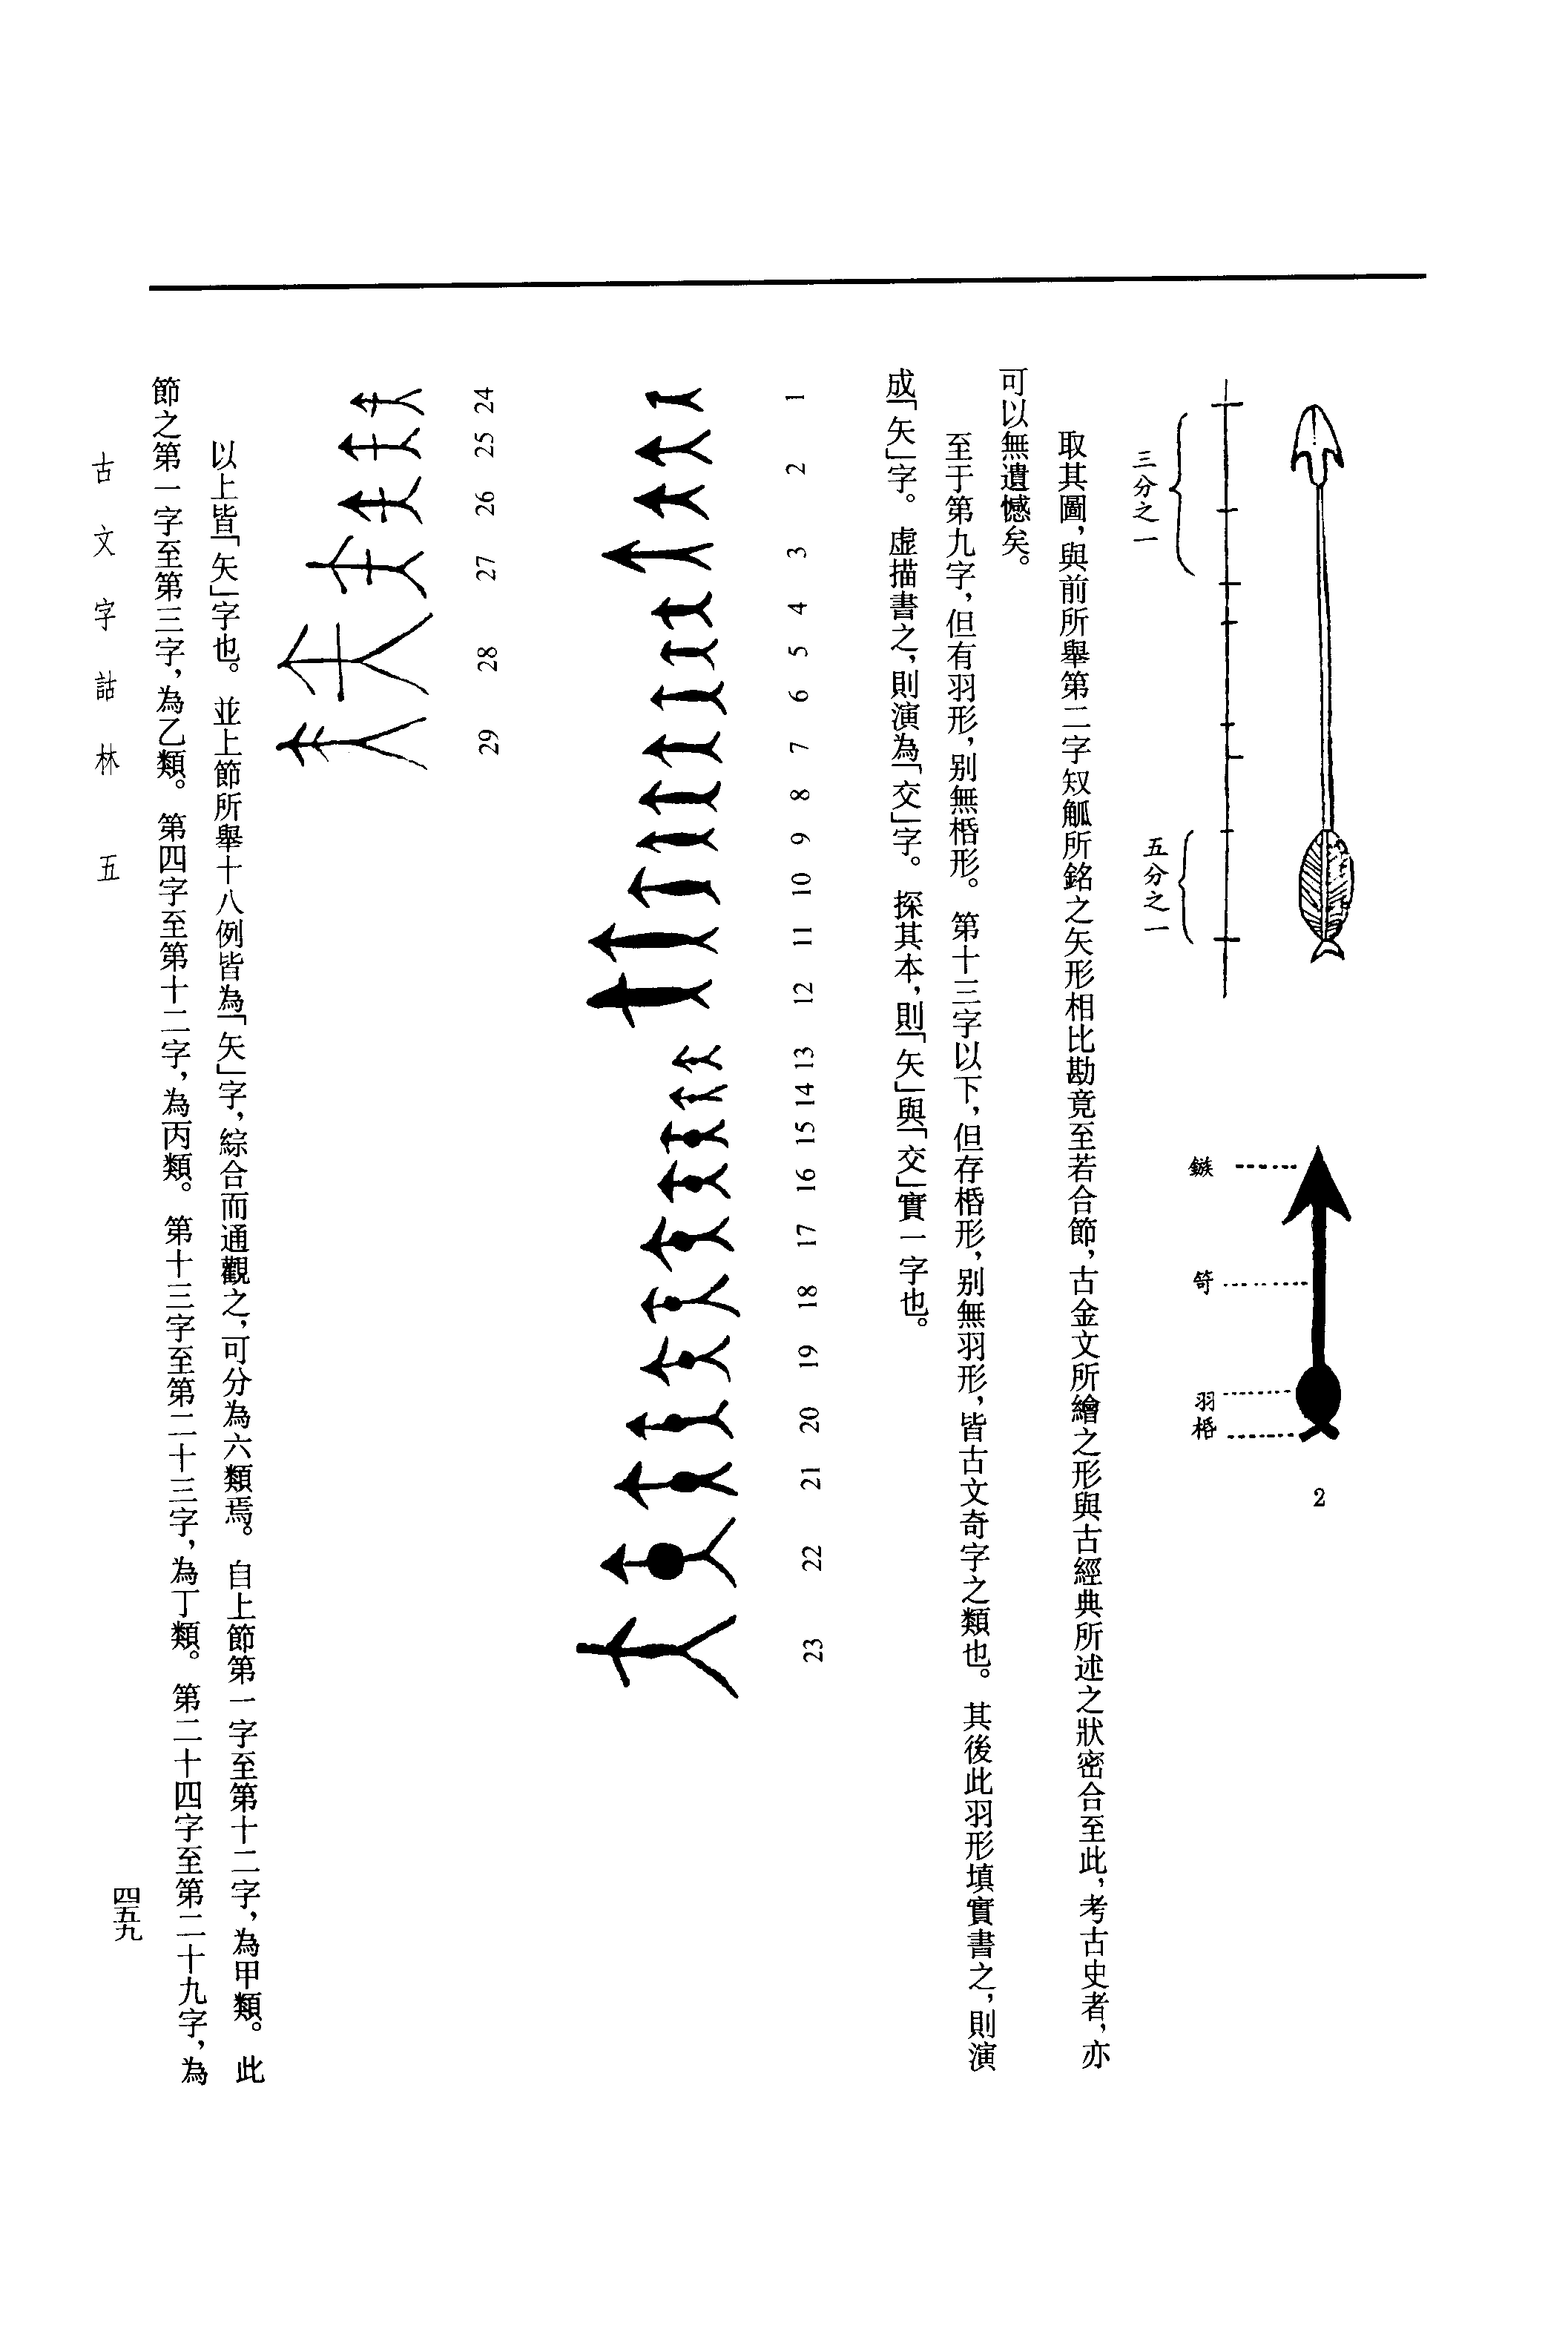 三分之一
五分之一
鏃
笴
羽
桰
2
取其圖，與前所舉第二字䂓觚所銘之矢形相比勘竟至若合節，古金文所繪之形與古經典所述之狀密合至此，考古史者，亦
可以無遺憾矣。
至于第九字，但有羽形，别無桰形。第十三字以下，但存桰形，别無羽形，皆古文奇字之類也。其後此羽形填實書之，則演
成「矢」字。虚描書之，則演為「交」字。探其本，則「矢」與「交」實一字也。
1 2 3 4 5 6 7 8 9 10 11 12 13 14 15 16 17 18 19 20 21 22 23
24 25 26 27 28 29
以上皆「矢」字也。並上節所舉十八例皆為「矢」字，綜合而通觀之，可分為六類焉。自上節第一字至第十二字，為甲類。此
節之第一字至第三字，為乙類。第四字至第十二字，為丙類。第十三字至第二十三字，為丁類。第二十四字至第二十九字，為
古文字詁林 五
四五九